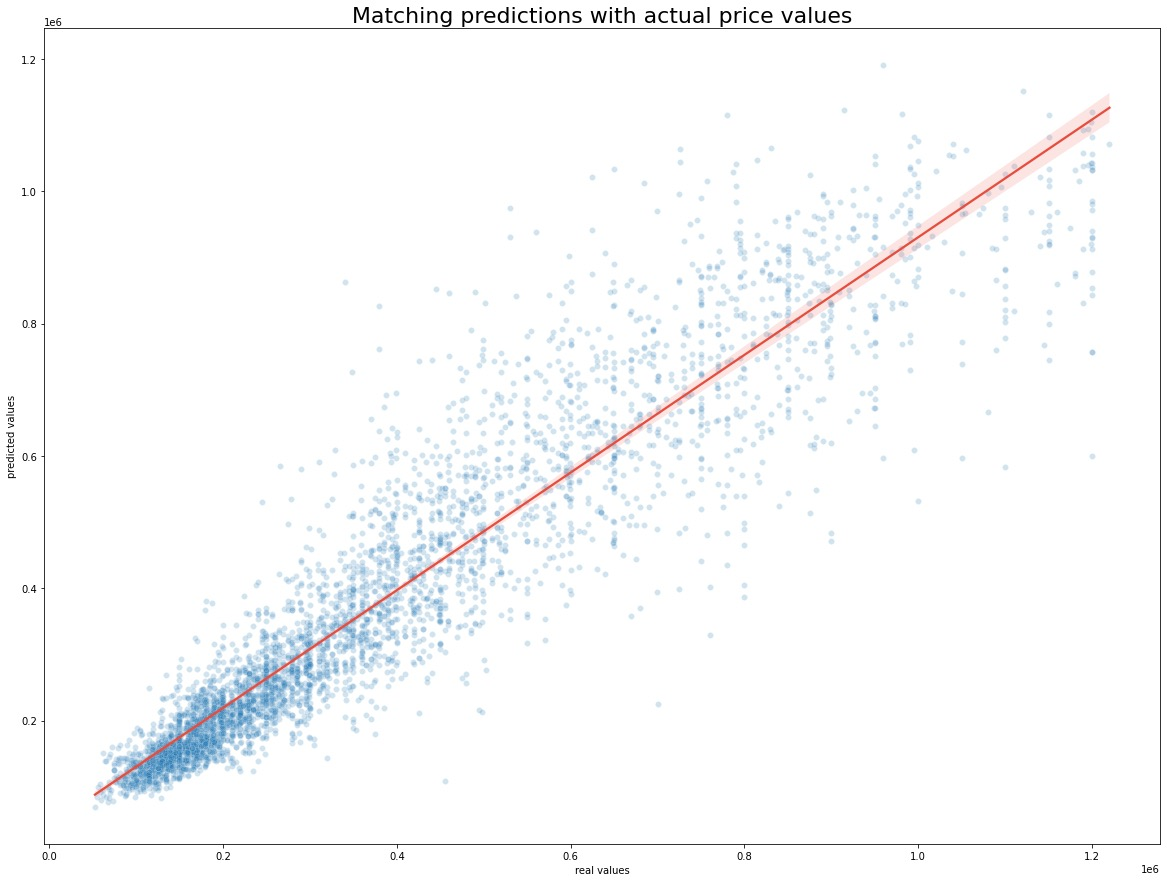 Matching predictions with actual price values
1e6
1.2
1.0
0.8
0.6
0.4
0.2
predicted values
0.0 0.2 0.4 0.6 0.8 1.0 1.2
real values
1e6